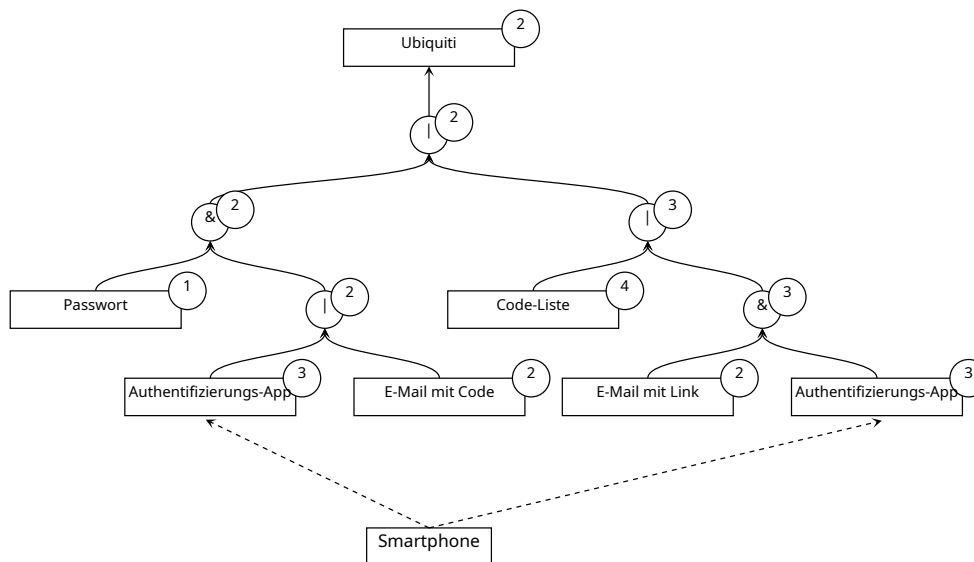 2
Ubiquiti
2
|
2
&
3
|
1
Passwort
2
|
4
Code-Liste
3
&
3
Authentifizierungs-App
2
E-Mail mit Code
2
E-Mail mit Link
3
Authentifizierungs-App
Smartphone